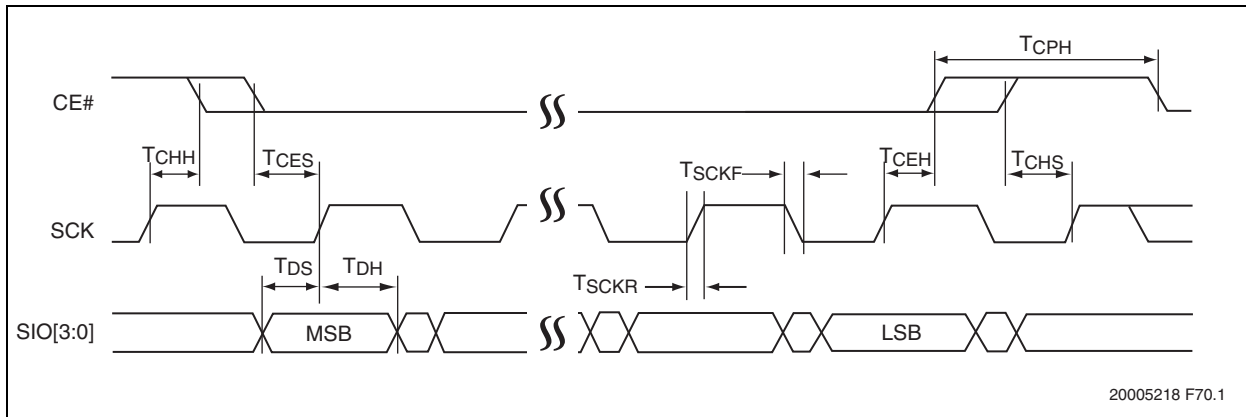 TCPH
CE#
TCHH
TCES
TSCKF
TCEH
TCHS
SCK
TDS
TDH
TSCKR
SIO[3:0]
MSB
LSB
20005218 F70.1